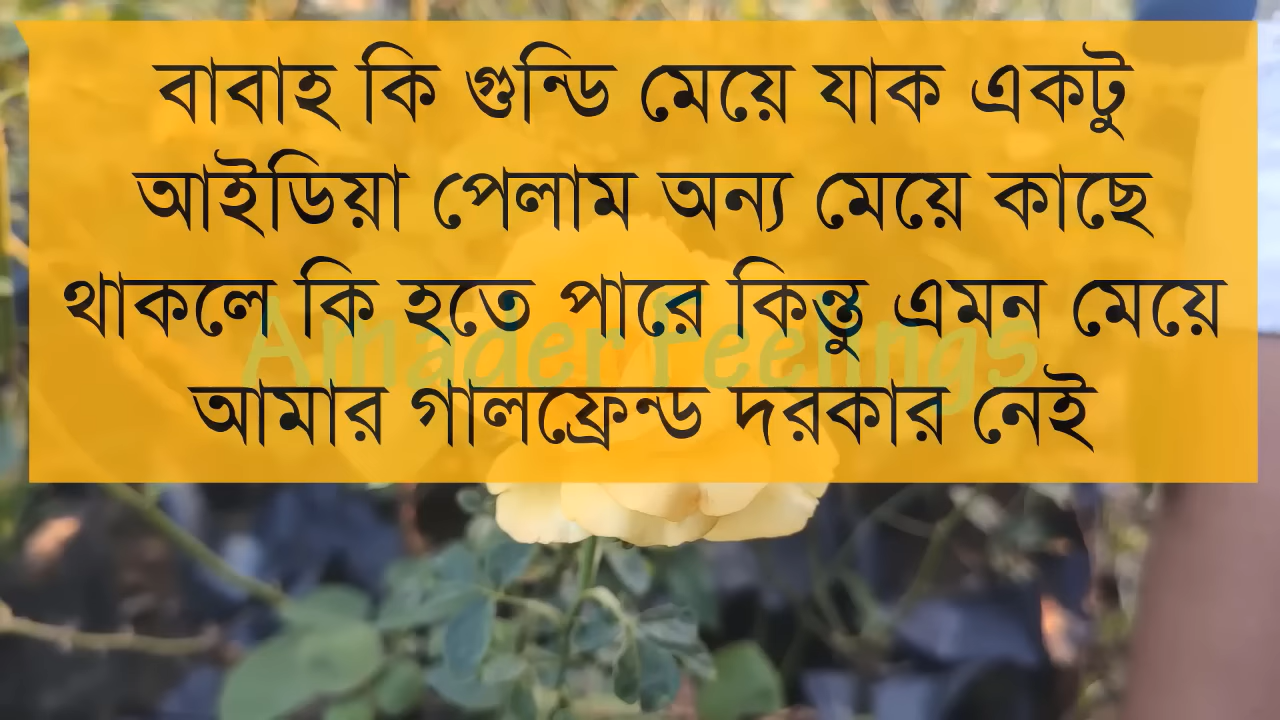 বাবাহ কি গুন্ডি মেয়ে যাক একটু
আইডিয়া পেলাম অন্য মেয়ে কাছে
থাকলে কি হতে পারে কিন্তু এমন মেয়ে
Amader Feelings
আমার গালফ্রেন্ড দরকার নেই